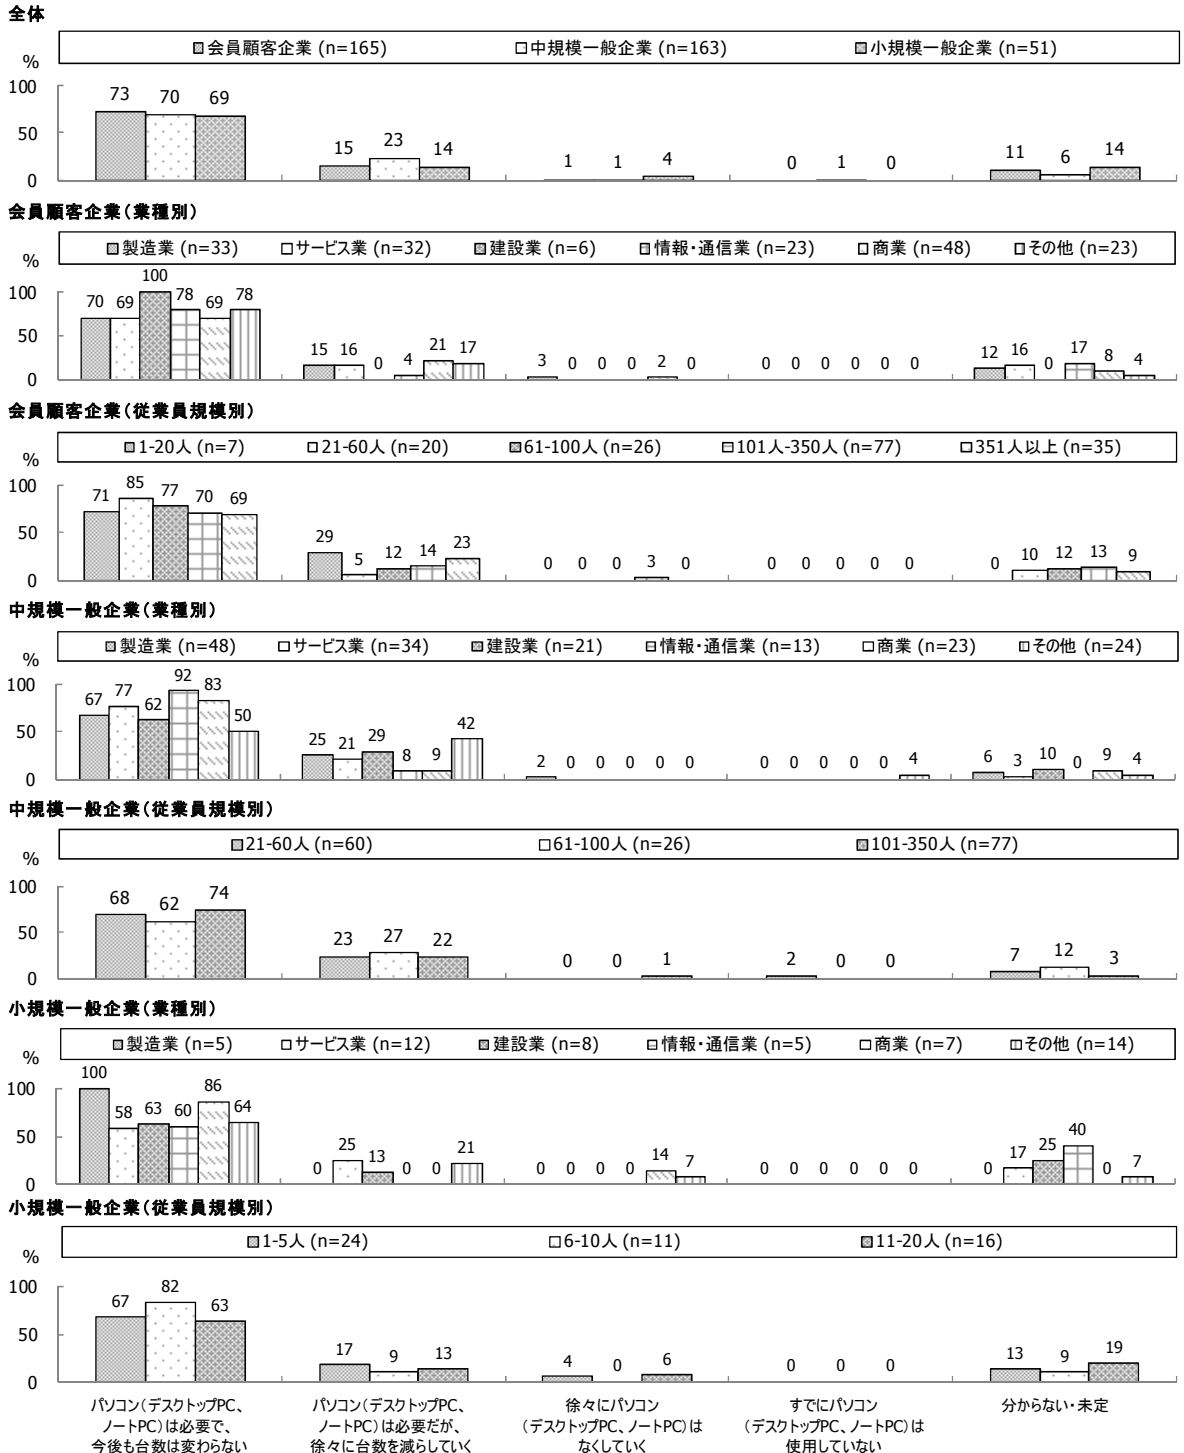 全体
会員顧客企業 (n=165) 中規模一般企業 (n=163) 小規模一般企業 (n=51)
%
100
50
0
73 70 69
15 23 14
1 1 4
0 1 0
11 6 14
会員顧客企業（業種別）
製造業 (n=33) サービス業 (n=32) 建設業 (n=6) 情報・通信業 (n=23) 商業 (n=48) その他 (n=23)
%
100
50
0
70 69 100 78 69 78
15 16 0 4 21 17
3 0 0 0 2 0
0 0 0 0 0 0
12 16 0 17 8 4
会員顧客企業（従業員規模別）
1-20人 (n=7) 21-60人 (n=20) 61-100人 (n=26) 101人-350人 (n=77) 351人以上 (n=35)
%
100
50
0
71 85 77 70 69
29 5 12 14 23
0 0 0 3 0
0 0 0 0 0
0 10 12 13 9
中規模一般企業（業種別）
製造業 (n=48) サービス業 (n=34) 建設業 (n=21) 情報・通信業 (n=13) 商業 (n=23) その他 (n=24)
%
100
50
0
67 77 62 92 83 50
25 21 29 8 9 42
2 0 0 0 0 0
0 0 0 0 0 4
6 3 10 0 9 4
中規模一般企業（従業員規模別）
21-60人 (n=60) 61-100人 (n=26) 101-350人 (n=77)
%
100
50
0
68 62 74
23 27 22
0 0 1
2 0 0
7 12 3
小規模一般企業（業種別）
製造業 (n=5) サービス業 (n=12) 建設業 (n=8) 情報・通信業 (n=5) 商業 (n=7) その他 (n=14)
%
100
50
0
100 58 63 60 86 64
0 25 13 0 0 21
0 0 0 0 14 7
0 0 0 0 0 0
0 17 25 40 0 7
小規模一般企業（従業員規模別）
1-5人 (n=24) 6-10人 (n=11) 11-20人 (n=16)
%
100
50
0
67 82 63
17 9 13
4 0 6
0 0 0
13 9 19
パソコン（デスクトップPC、
ノートPC）は必要で、
今後も台数は変わらない
パソコン（デスクトップPC、
ノートPC）は必要だが、
徐々に台数を減らしていく
徐々にパソコン
（デスクトップPC、ノートPC）は
なくしていく
すでにパソコン
（デスクトップPC、ノートPC）は
使用していない
分からない・未定